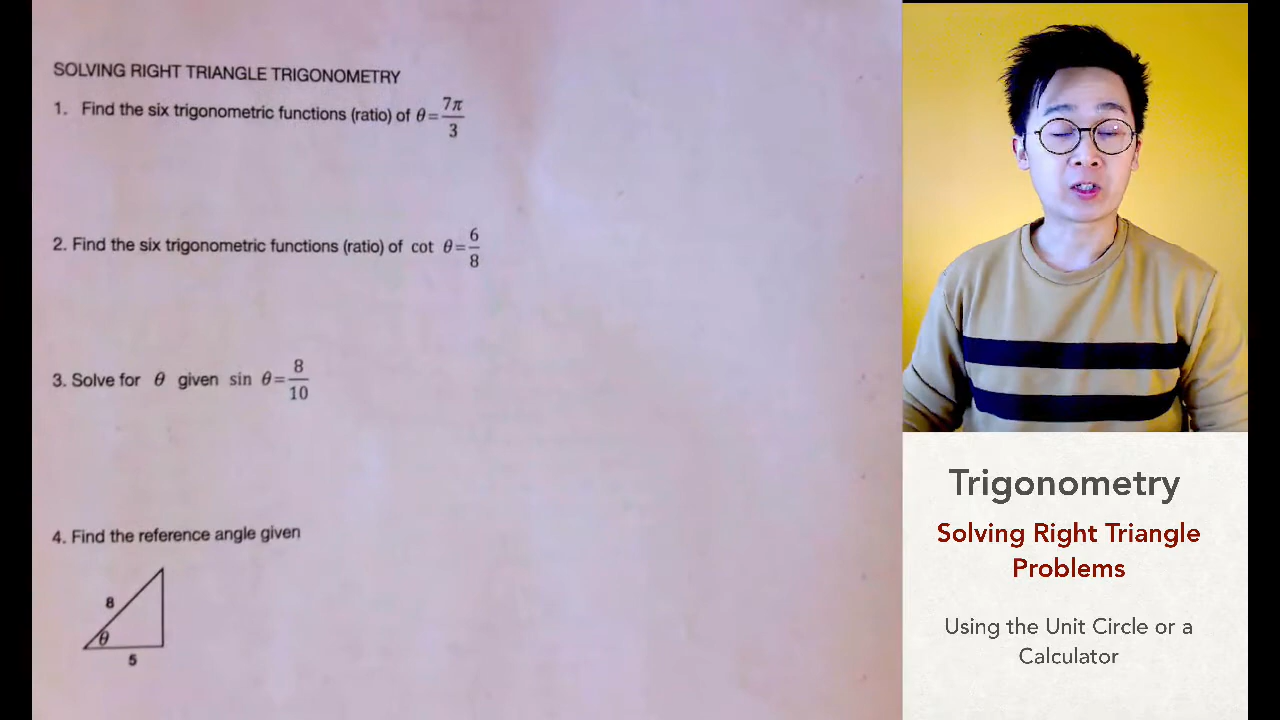 SOLVING RIGHT TRIANGLE TRIGONOMETRY
1. Find the six trigonometric functions (ratio) of θ=7π/3
2. Find the six trigonometric functions (ratio) of cot θ=6/8
3. Solve for θ given sin θ=8/10
4. Find the reference angle given
8
θ
5
Trigonometry
Solving Right Triangle
Problems
Using the Unit Circle or a
Calculator